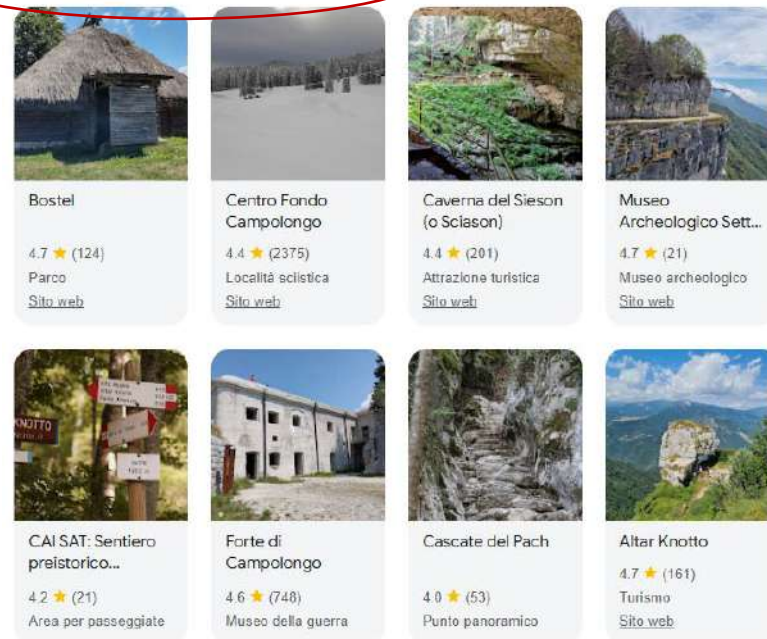 Bostel
4.7 ★ (124)
Parco
Sito web
Centro Fondo
Campolongo
4.4 ★ (2375)
Località sciistica
Sito web
Caverna del Sieson
(o Sciason)
4.4 ★ (201)
Attrazione turistica
Sito web
Museo
Archeologico Sett...
4.7 ★ (21)
Museo archeologico
Sito web
KNOTTO
CAI SAT: Sentiero
preistorico...
4.2 ★ (21)
Area per passeggiate
Forte di
Campolongo
4.6 ★ (748)
Museo della guerra
Cascate del Pach
4.0 ★ (53)
Punto panoramico
Altar Knotto
4.7 ★ (161)
Turismo
Sito web